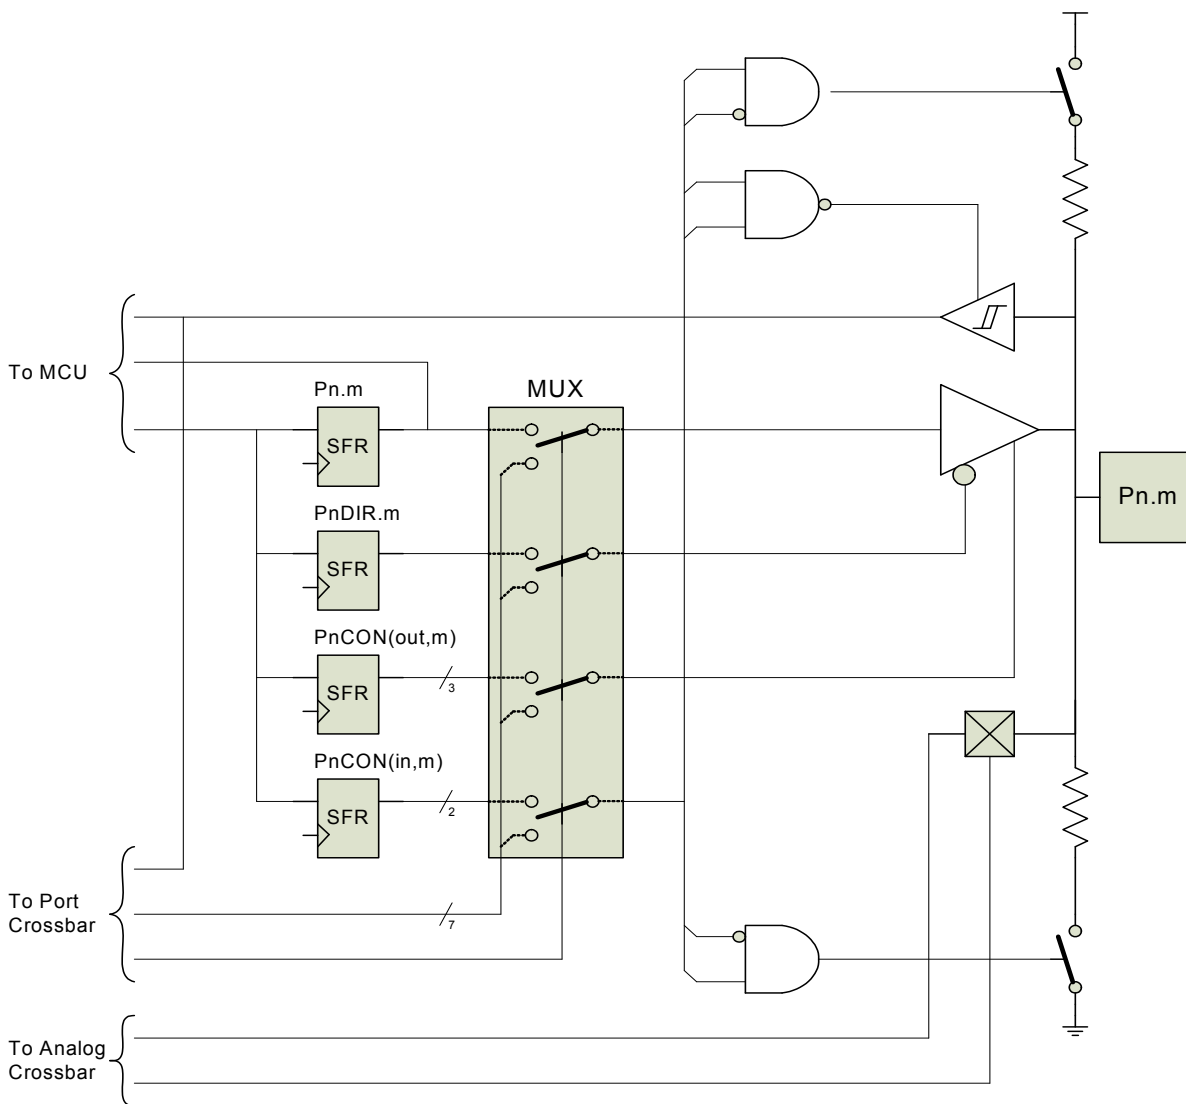 To MCU
Pn.m
MUX
SFR
Pn.m
PnDIR.m
SFR
PnCON(out,m)
SFR
3
PnCON(in,m)
SFR
2
To Port
Crossbar
7
To Analog
Crossbar